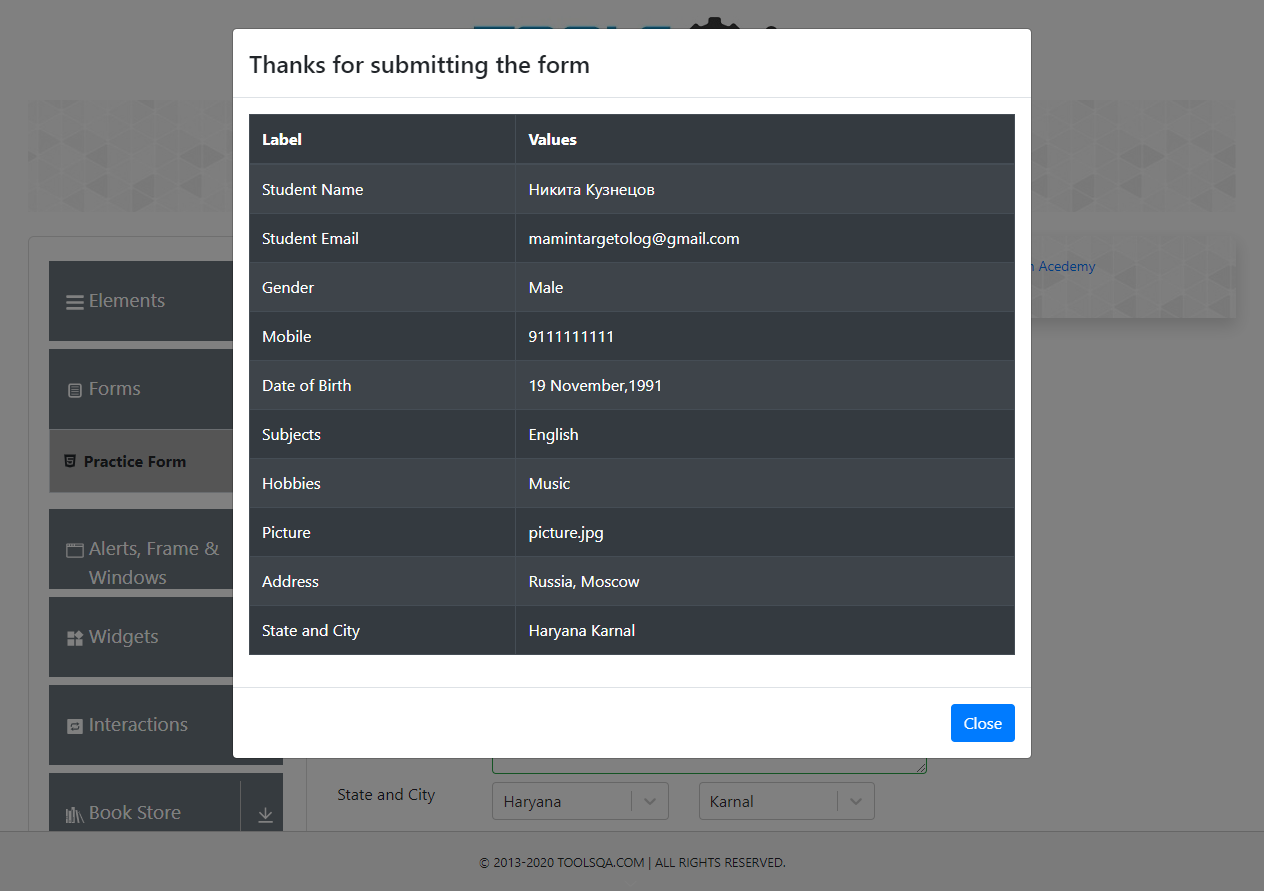 Thanks for submitting the form
Label Values
Student Name Никита Кузнецов
Student Email mamintargetolog@gmail.com
Gender Male
Mobile 9111111111
Date of Birth 19 November,1991
Subjects English
Hobbies Music
Picture picture.jpg
Address Russia, Moscow
State and City Haryana Karnal
Close
Elements
Forms
Practice Form
Alerts, Frame &
Windows
Widgets
Interactions
Book Store
Acedemy
State and City Haryana Karnal
© 2013-2020 TOOLSQA.COM | ALL RIGHTS RESERVED.